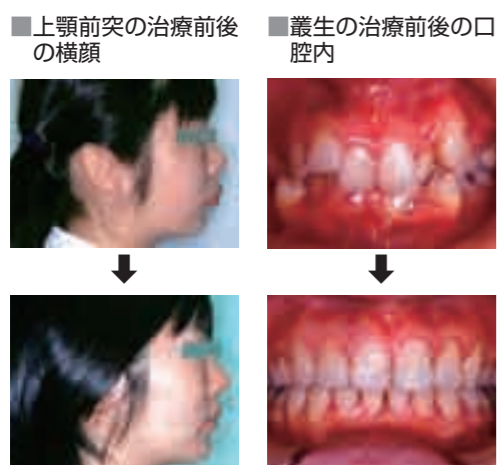 ■上顎前突の治療前後
の横顔
■叢生の治療前後の口
腔内